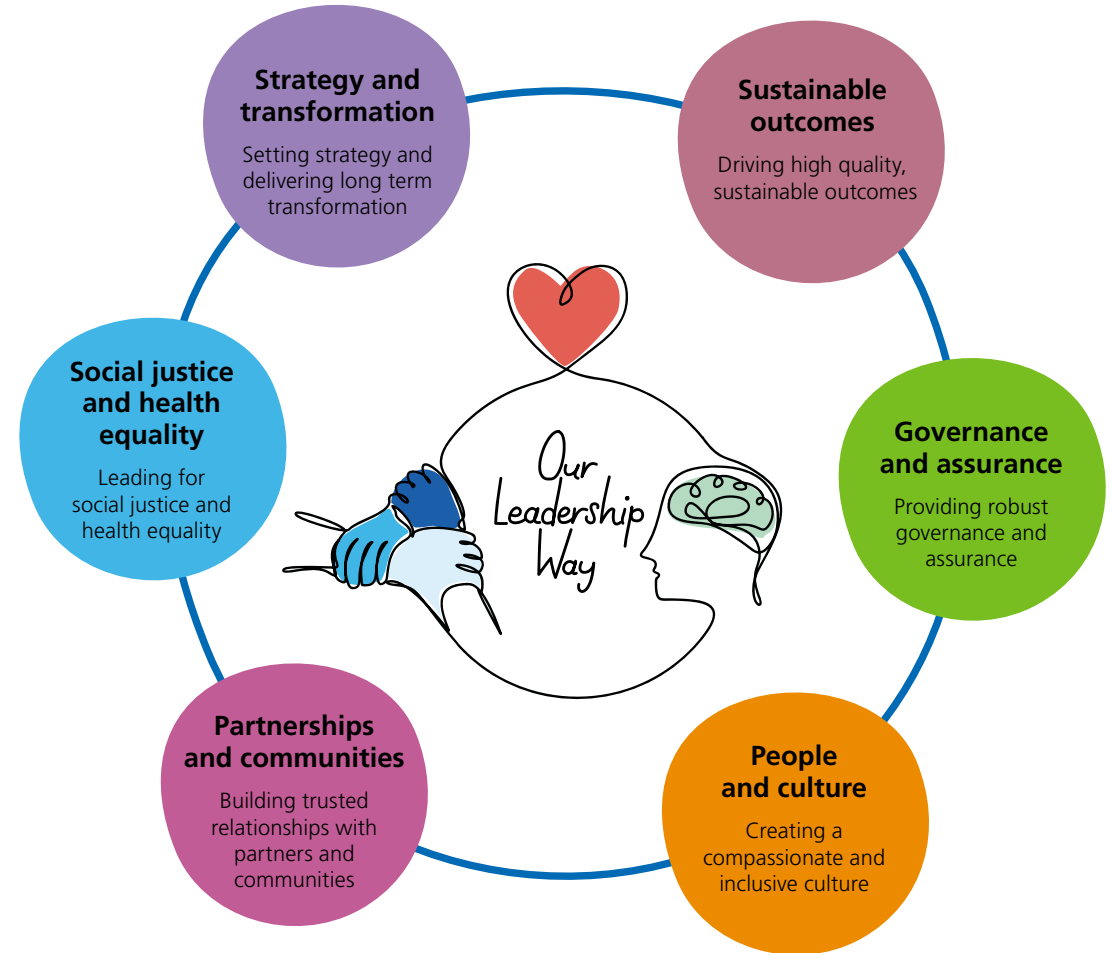 Strategy and
transformation
Setting strategy and
delivering long term
transformation
Sustainable
outcomes
Driving high quality,
sustainable outcomes
Social justice
and health
equality
Leading for
social justice and
health equality
Our
Leadership
Way
Governance
and assurance
Providing robust
governance and
assurance
Partnerships
and communities
Building trusted
relationships with
partners and
communities
People
and culture
Creating a
compassionate and
inclusive culture